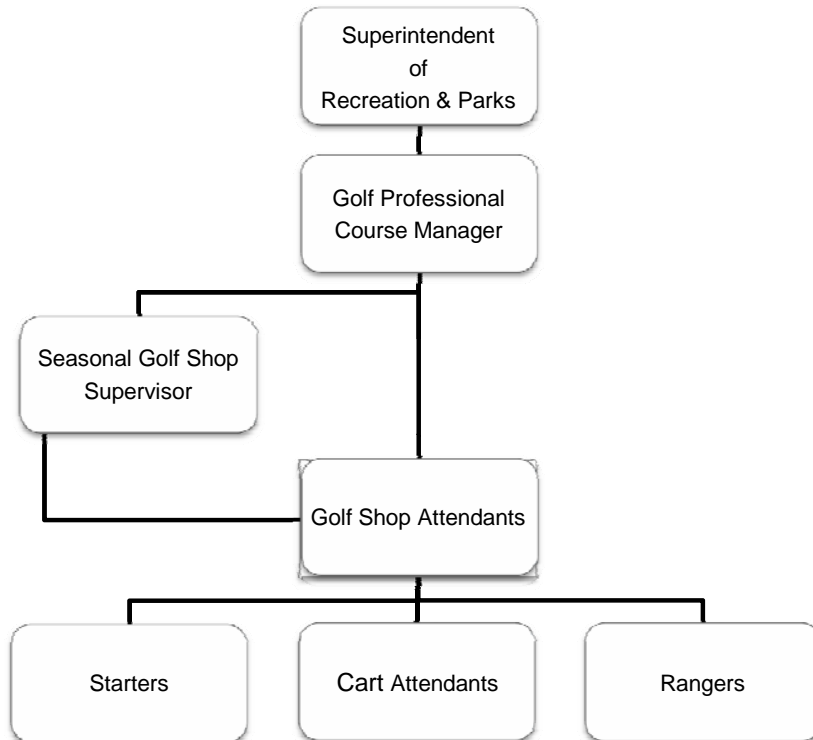 Superintendent
of
Recreation & Parks
Golf Professional
Course Manager
Seasonal Golf Shop
Supervisor
Golf Shop Attendants
Starters
Cart Attendants
Rangers